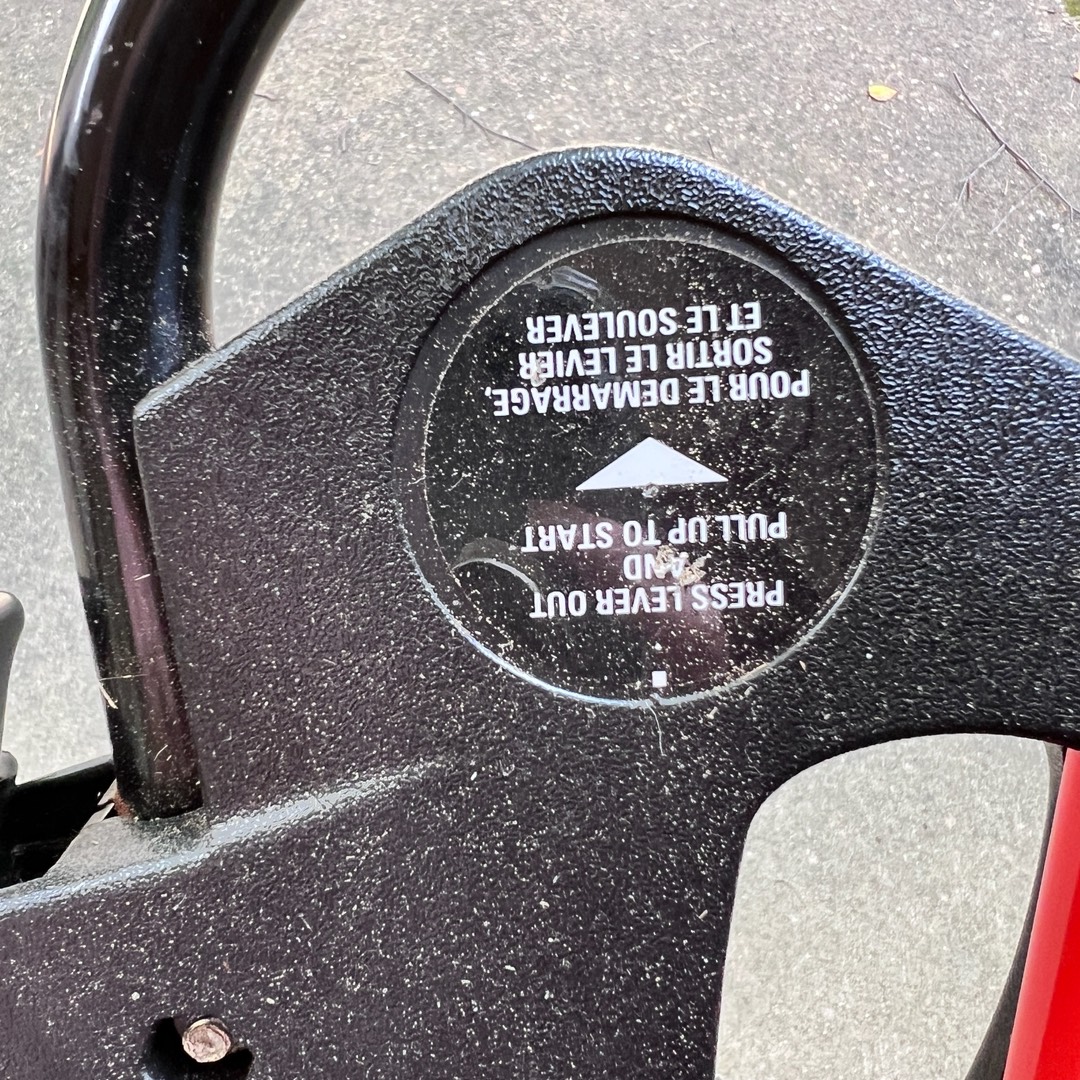 PRESS LEVER OUT
AND
PULL UP TO START
POUR LE DEMARRAGE,
SORTIR LE LEVIER
ET LE SOULEVER